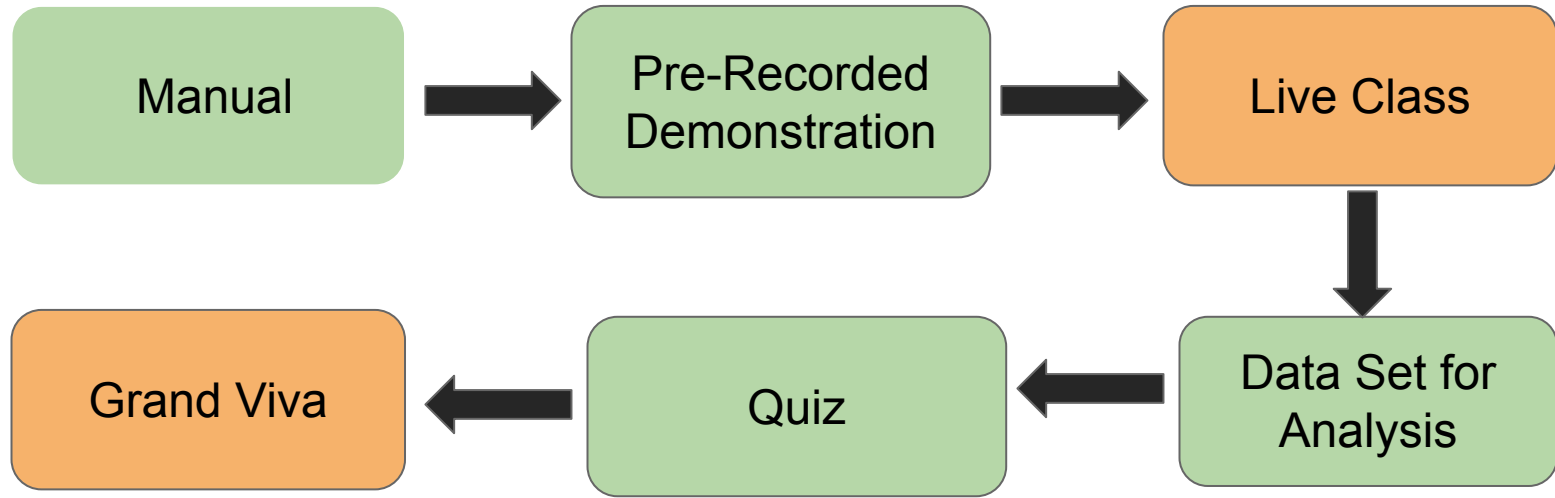 Manual
Pre-Recorded
Demonstration
Live Class
Data Set for
Analysis
Quiz
Grand Viva